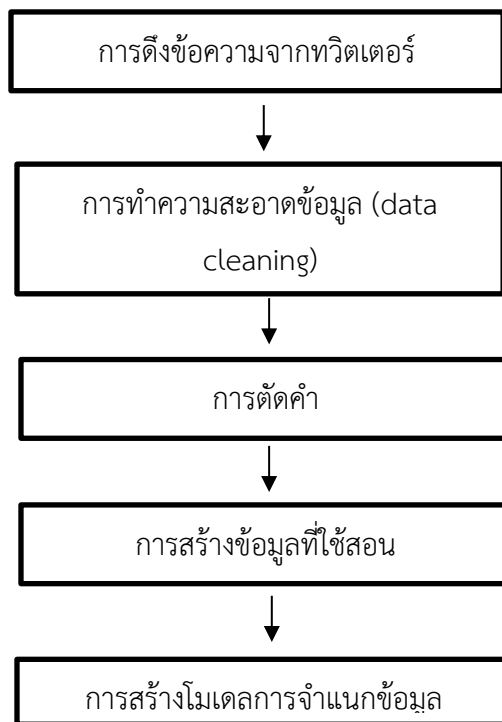 การดึงข้อความจากทวิตเตอร์
การทำความสะอาดข้อมูล (data
cleaning)
การตัดคำ
การสร้างข้อมูลที่ใช้สอน
การสร้างโมเดลการจำแนกข้อมูล